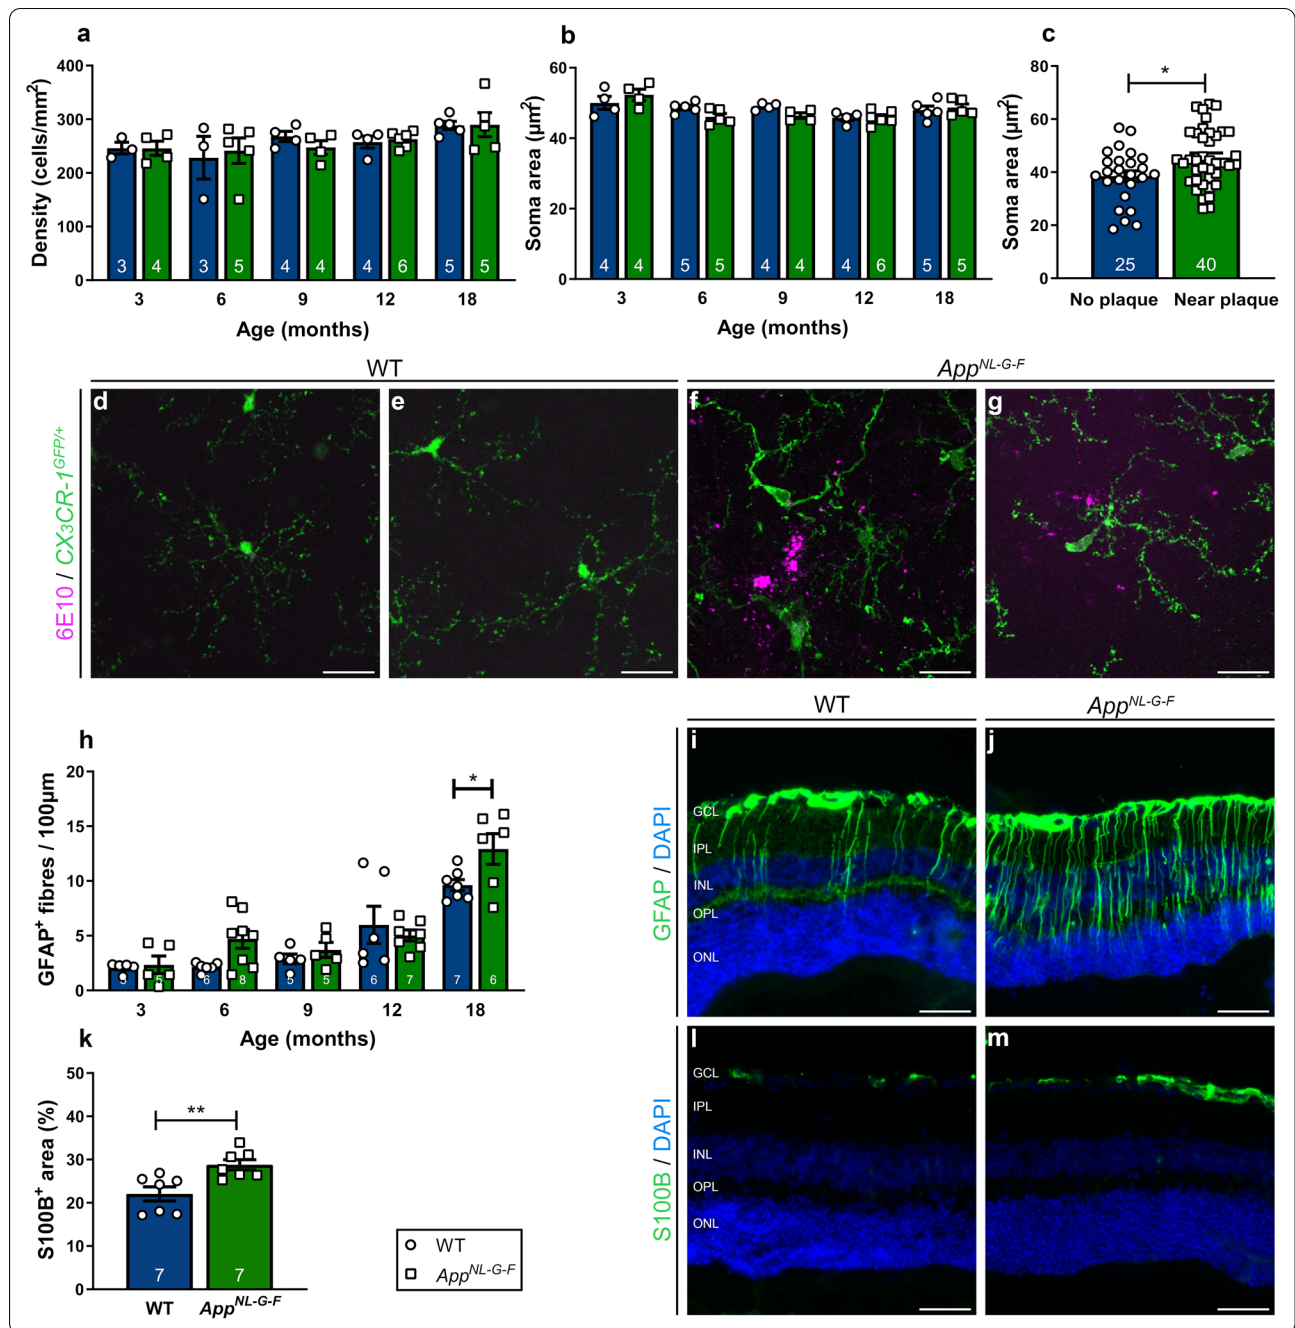 a
Density (cells/mm²)
400
300
200
100
0
3 4 3 5 4 4 4 6 5 5
3 6 9 12 18
Age (months)
b
Soma area (µm²)
60
40
20
0
4 4 5 5 4 4 4 6 5 5
3 6 9 12 18
Age (months)
c
Soma area (µm²)
80
60
40
20
0
*
25 40
No plaque Near plaque
WT
App^NL-G-F
6E10 / CX3CR-1^GFP/+
d
e
f
g
h
GFAP⁺ fibres / 100µm
20
15
10
5
0
*
5 5 6 8 5 5 6 7 7 6
3 6 9 12 18
Age (months)
WT
App^NL-G-F
GFAP / DAPI
i
GCL
IPL
INL
OPL
ONL
j
k
S100B⁺ area (%)
50
40
30
20
10
0
**
7 7
WT App^NL-G-F
WT
App^NL-G-F
S100B / DAPI
l
GCL
IPL
INL
OPL
ONL
m